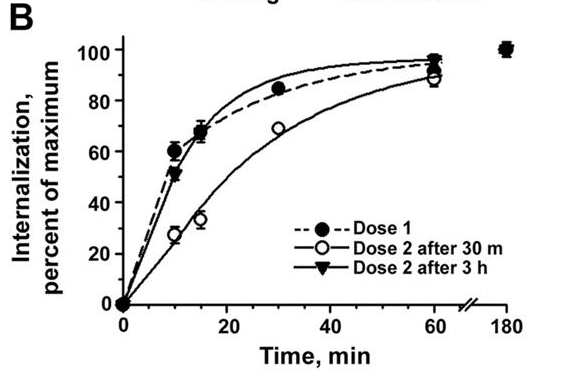 B
Internalization,
percent of maximum
100
80
60
40
20
0
0 20 40 60 180
Time, min
Dose 1
Dose 2 after 30 m
Dose 2 after 3 h